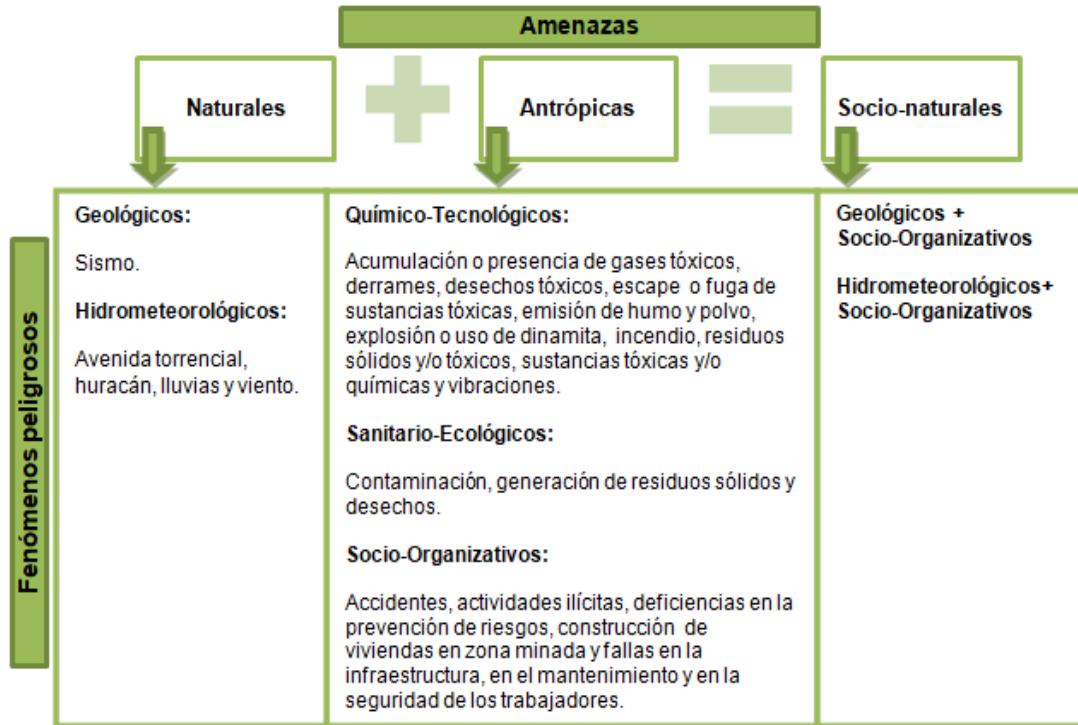 Amenazas
Naturales
Antrópicas
Socio-naturales
Fenómenos peligrosos
Geológicos:
Sismo.
Hidrometeorológicos:
Avenida torrencial,
huracán, lluvias y viento.
Químico-Tecnológicos:
Acumulación o presencia de gases tóxicos,
derrames, desechos tóxicos, escape o fuga de
sustancias tóxicas, emisión de humo y polvo,
explosión o uso de dinamita, incendio, residuos
sólidos y/o tóxicos, sustancias tóxicas y/o
químicas y vibraciones.
Sanitario-Ecológicos:
Contaminación, generación de residuos sólidos y
desechos.
Socio-Organizativos:
Accidentes, actividades ilícitas, deficiencias en la
prevención de riesgos, construcción de
viviendas en zona minada y fallas en la
infraestructura, en el mantenimiento y en la
seguridad de los trabajadores.
Geológicos +
Socio-Organizativos
Hidrometeorológicos+
Socio-Organizativos